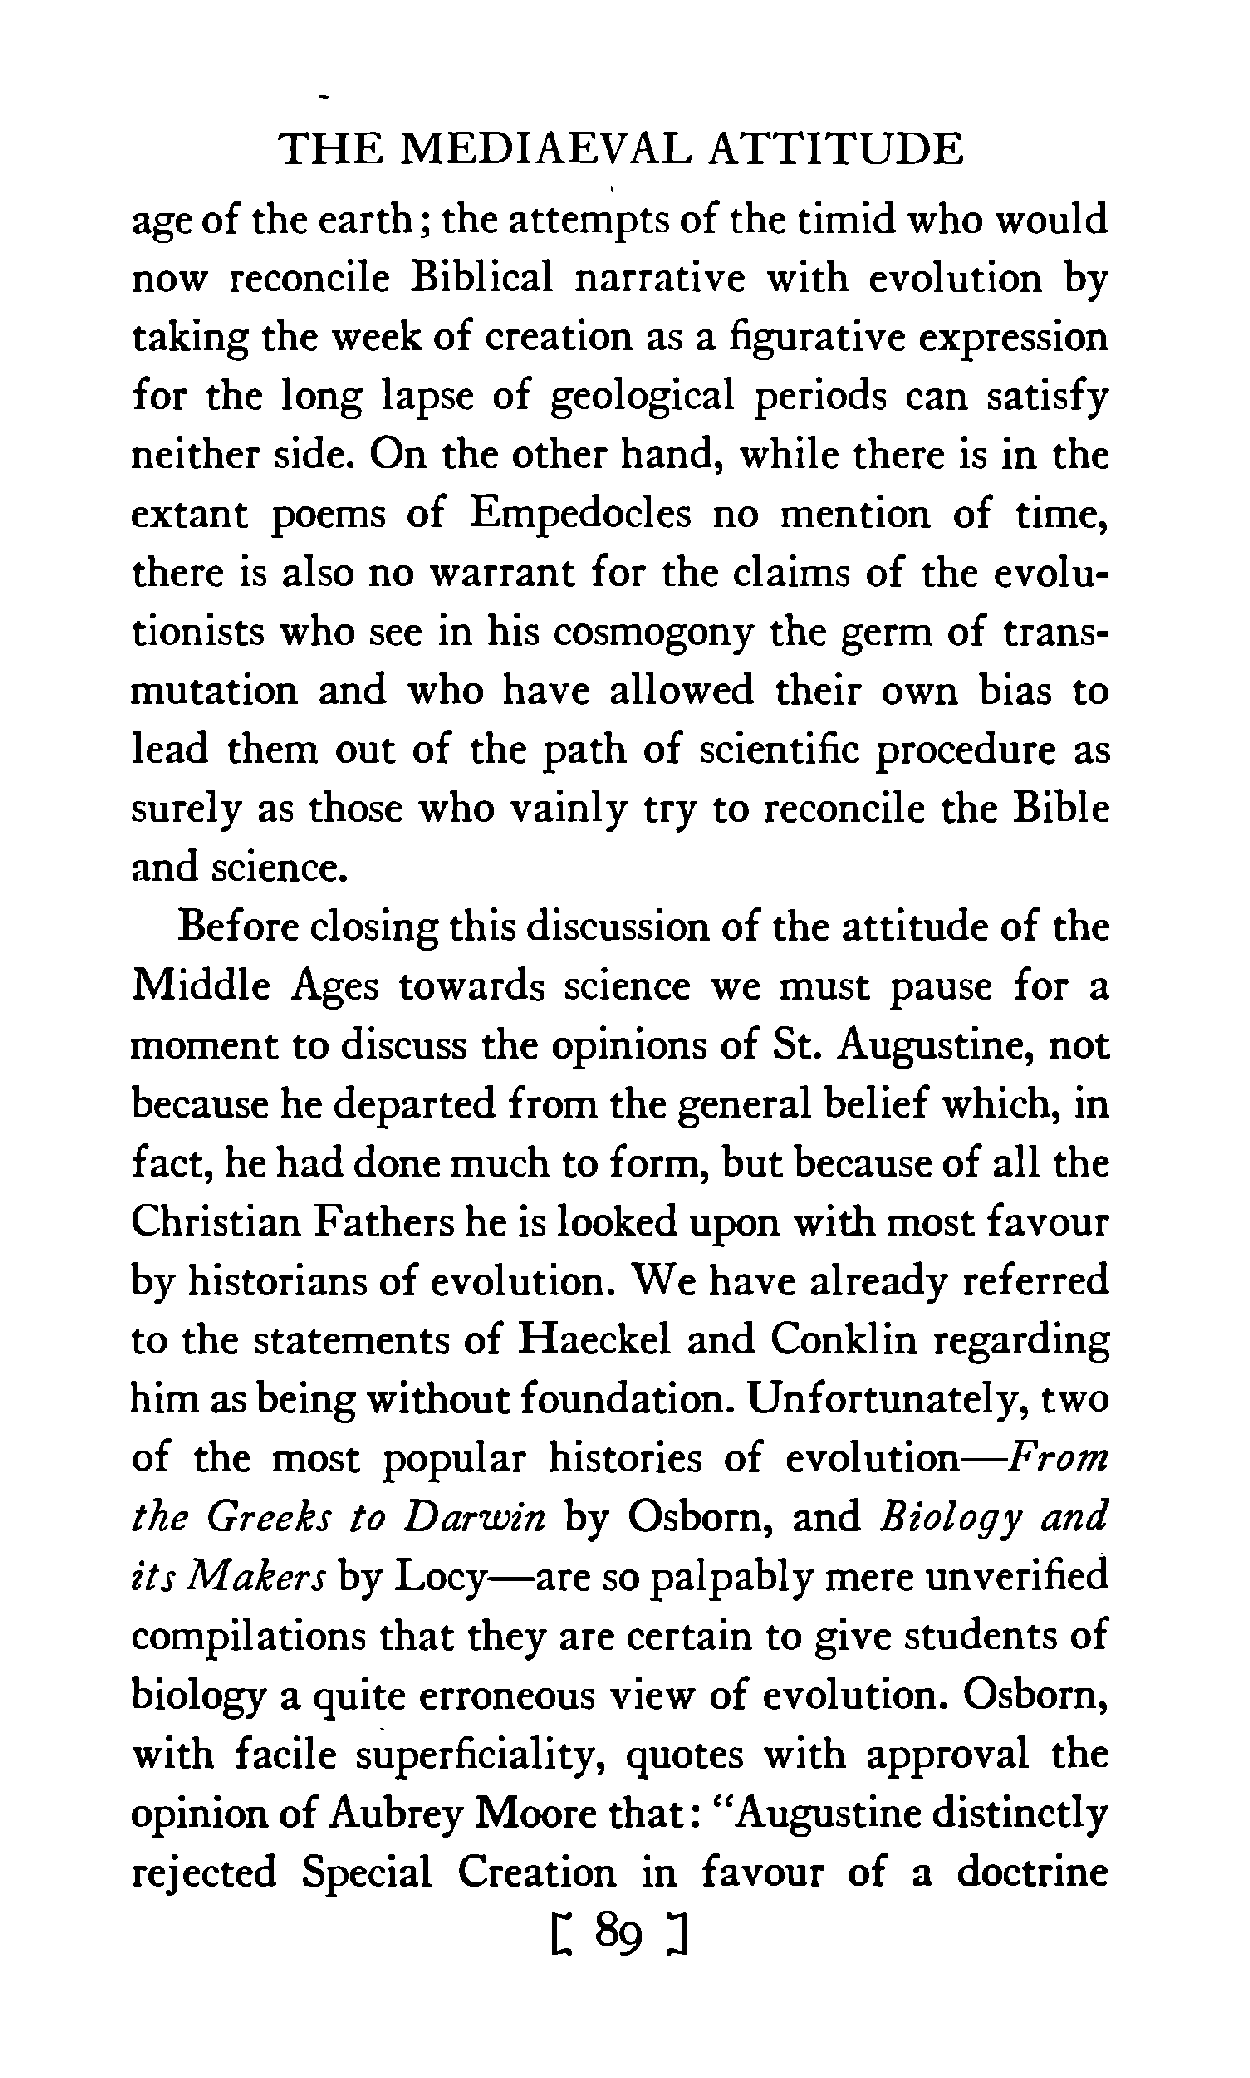 THE MEDIAEVAL ATTITUDE
age of the earth; the attempts of the timid who would
now reconcile Biblical narrative with evolution by
taking the week of creation as a figurative expression
for the long lapse of geological periods can satisfy
neither side. On the other hand, while there is in the
extant poems of Empedocles no mention of time,
there is also no warrant for the claims of the evolu-
tionists who see in his cosmogony the germ of trans-
mutation and who have allowed their own bias to
lead them out of the path of scientific procedure as
surely as those who vainly try to reconcile the Bible
and science.
Before closing this discussion of the attitude of the
Middle Ages towards science we must pause for a
moment to discuss the opinions of St. Augustine, not
because he departed from the general belief which, in
fact, he had done much to form, but because of all the
Christian Fathers he is looked upon with most favour
by historians of evolution. We have already referred
to the statements of Haeckel and Conklin regarding
him as being without foundation. Unfortunately, two
of the most popular histories of evolution—From
the Greeks to Darwin by Osborn, and Biology and
its Makers by Locy—are so palpably mere unverified
compilations that they are certain to give students of
biology a quite erroneous view of evolution. Osborn,
with facile superficiality, quotes with approval the
opinion of Aubrey Moore that: "Augustine distinctly
rejected Special Creation in favour of a doctrine
[ 89 ]